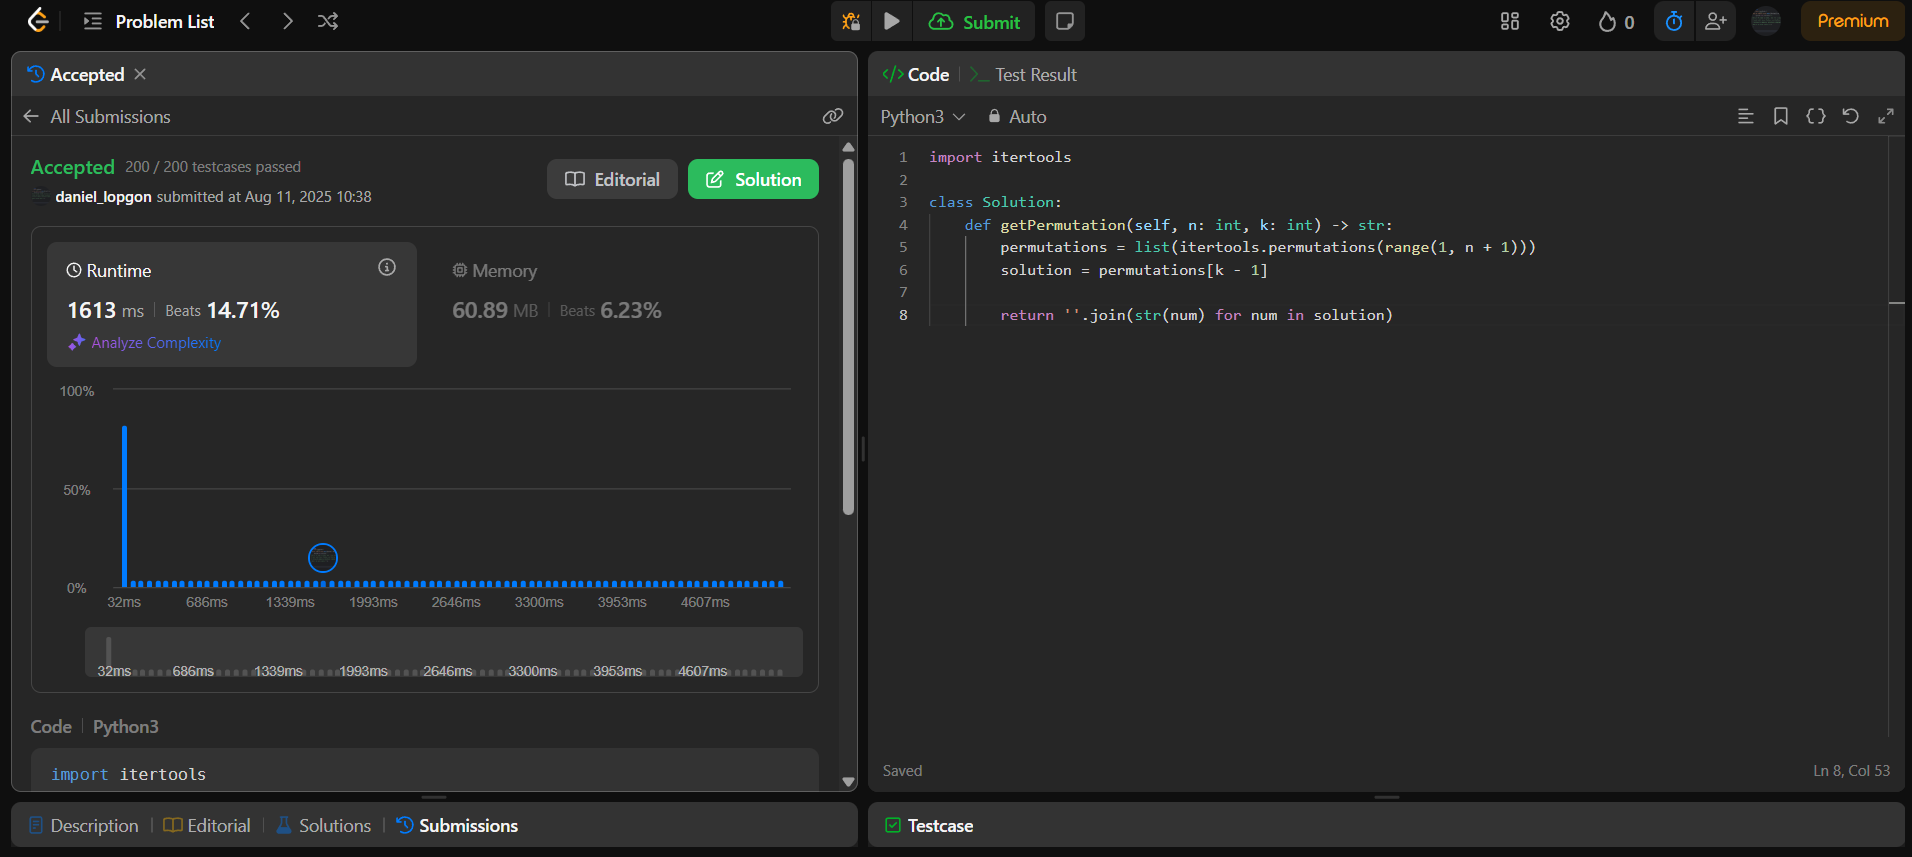 Problem List
Submit
0
Premium
Accepted
All Submissions
Accepted 200 / 200 testcases passed
daniel_lopgon submitted at Aug 11, 2025 10:38
Editorial
Solution
Runtime
1613 ms | Beats 14.71%
Analyze Complexity
Memory
60.89 MB | Beats 6.23%
100%
50%
0%
32ms 686ms 1339ms 1993ms 2646ms 3300ms 3953ms 4607ms
32ms 686ms 1339ms 1993ms 2646ms 3300ms 3953ms 4607ms
Code | Python3
import itertools
Description | Editorial | Solutions | Submissions
</> Code | >_ Test Result
Python3 Auto
1 import itertools
2
3 class Solution:
4     def getPermutation(self, n: int, k: int) -> str:
5         permutations = list(itertools.permutations(range(1, n + 1)))
6         solution = permutations[k - 1]
7
8         return ''.join(str(num) for num in solution)
Saved
Ln 8, Col 53
Testcase